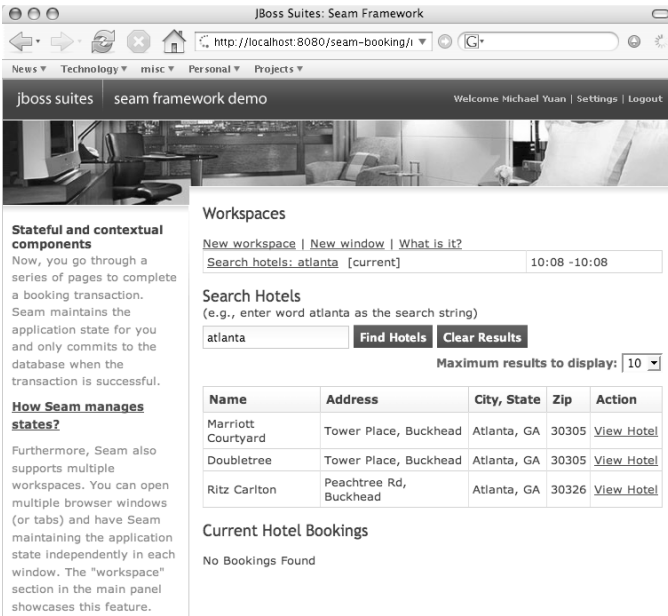 JBoss Suites: Seam Framework
http://localhost:8080/seam-booking/
G
News Technology misc Personal Projects
jboss suites seam framework demo
Welcome Michael Yuan | Settings | Logout
Stateful and contextual
components
Now, you go through a
series of pages to complete
a booking transaction.
Seam maintains the
application state for you
and only commits to the
database when the
transaction is successful.
How Seam manages
states?
Furthermore, Seam also
supports multiple
workspaces. You can open
multiple browser windows
(or tabs) and have Seam
maintaining the application
state independently in each
window. The "workspace"
section in the main panel
showcases this feature.
Workspaces
New workspace | New window | What is it?
Search hotels: atlanta [current] 10:08 -10:08
Search Hotels
(e.g., enter word atlanta as the search string)
atlanta Find Hotels Clear Results
Maximum results to display: 10
Name Address City, State Zip Action
Marriott
Courtyard Tower Place, Buckhead Atlanta, GA 30305 View Hotel
Doubletree Tower Place, Buckhead Atlanta, GA 30305 View Hotel
Ritz Carlton Peachtree Rd,
Buckhead Atlanta, GA 30326 View Hotel
Current Hotel Bookings
No Bookings Found